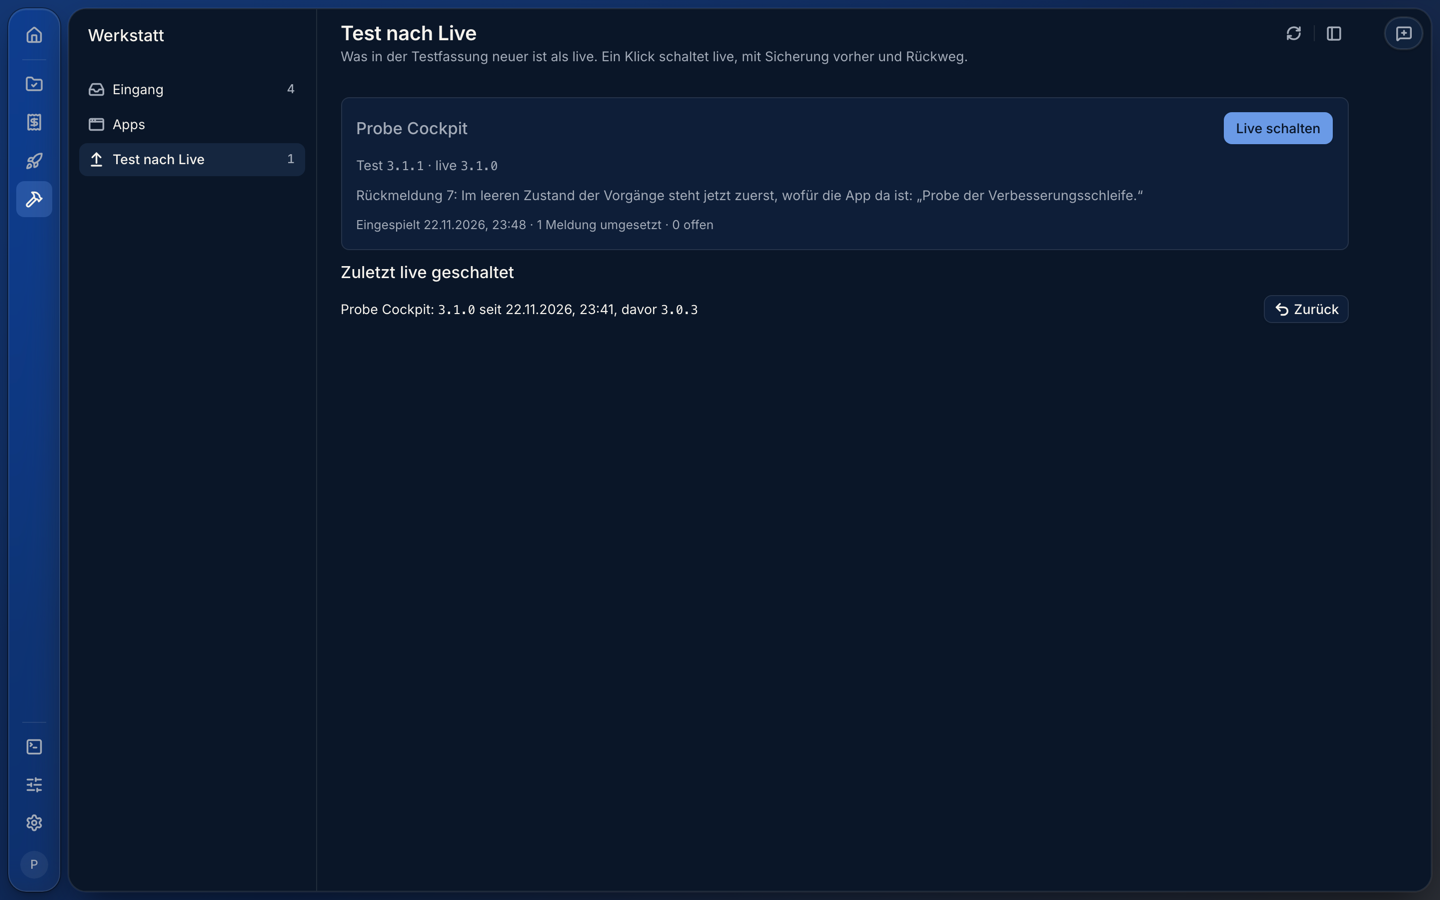 Werkstatt
Eingang 4
Apps
Test nach Live 1
P
Test nach Live
Was in der Testfassung neuer ist als live. Ein Klick schaltet live, mit Sicherung vorher und Rückweg.
Probe Cockpit
Live schalten
Test 3.1.1 · live 3.1.0
Rückmeldung 7: Im leeren Zustand der Vorgänge steht jetzt zuerst, wofür die App da ist: „Probe der Verbesserungsschleife.“
Eingespielt 22.11.2026, 23:48 · 1 Meldung umgesetzt · 0 offen
Zuletzt live geschaltet
Probe Cockpit: 3.1.0 seit 22.11.2026, 23:41, davor 3.0.3
Zurück